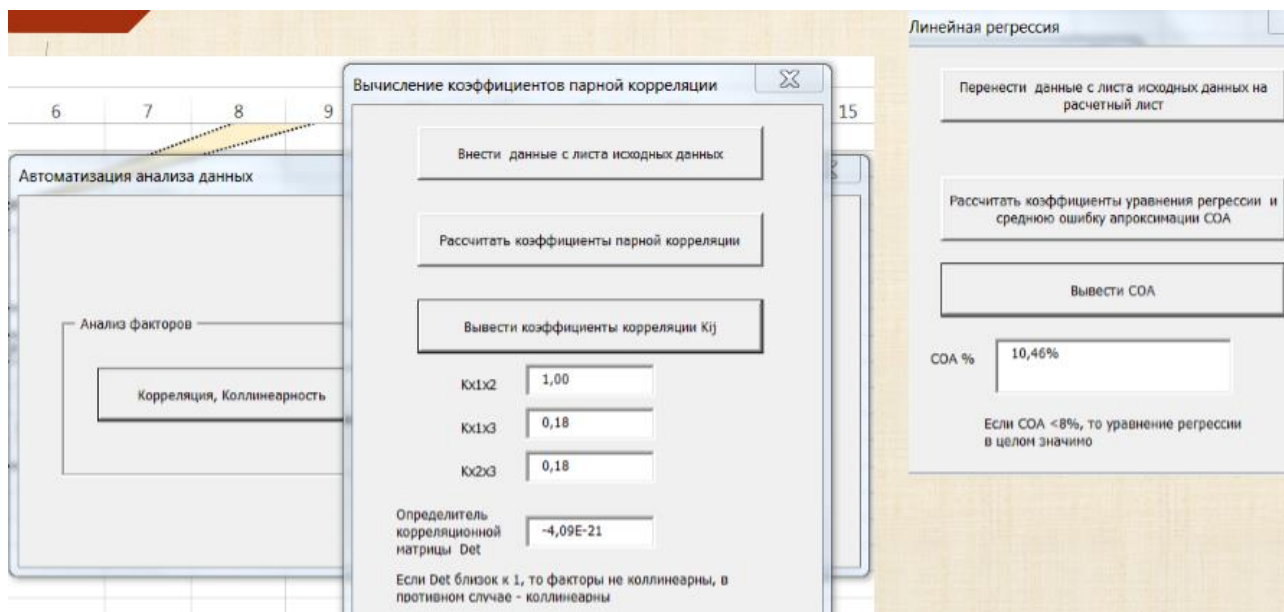 6 7 8 9 15
Автоматизация анализа данных
Анализ факторов
Корреляция, Коллинеарность
Вычисление коэффициентов парной корреляции
Внести данные с листа исходных данных
Рассчитать коэффициенты парной корреляции
Вывести коэффициенты корреляции Kij
Kx1x2 1,00
Kx1x3 0,18
Kx2x3 0,18
Определитель
корреляционной
матрицы Det
-4,09E-21
Если Det близок к 1, то факторы не коллинеарны, в
противном случае - коллинеарны
Линейная регрессия
Перенести данные с листа исходных данных на
расчетный лист
Рассчитать коэффициенты уравнения регрессии и
среднюю ошибку апроксимации СОА
Вывести СОА
СОА % 10,46%
Если СОА <8%, то уравнение регрессии
в целом значимо